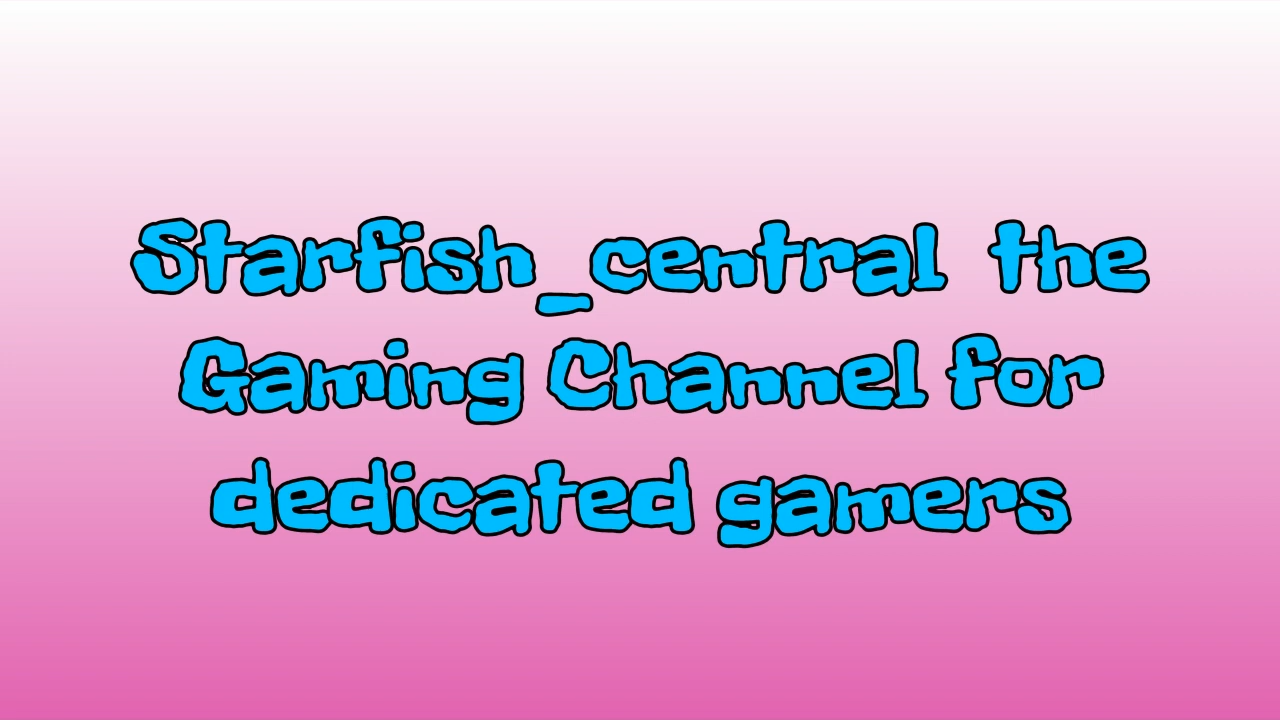 Starfish_central the
Gaming Channel for
dedicated gamers